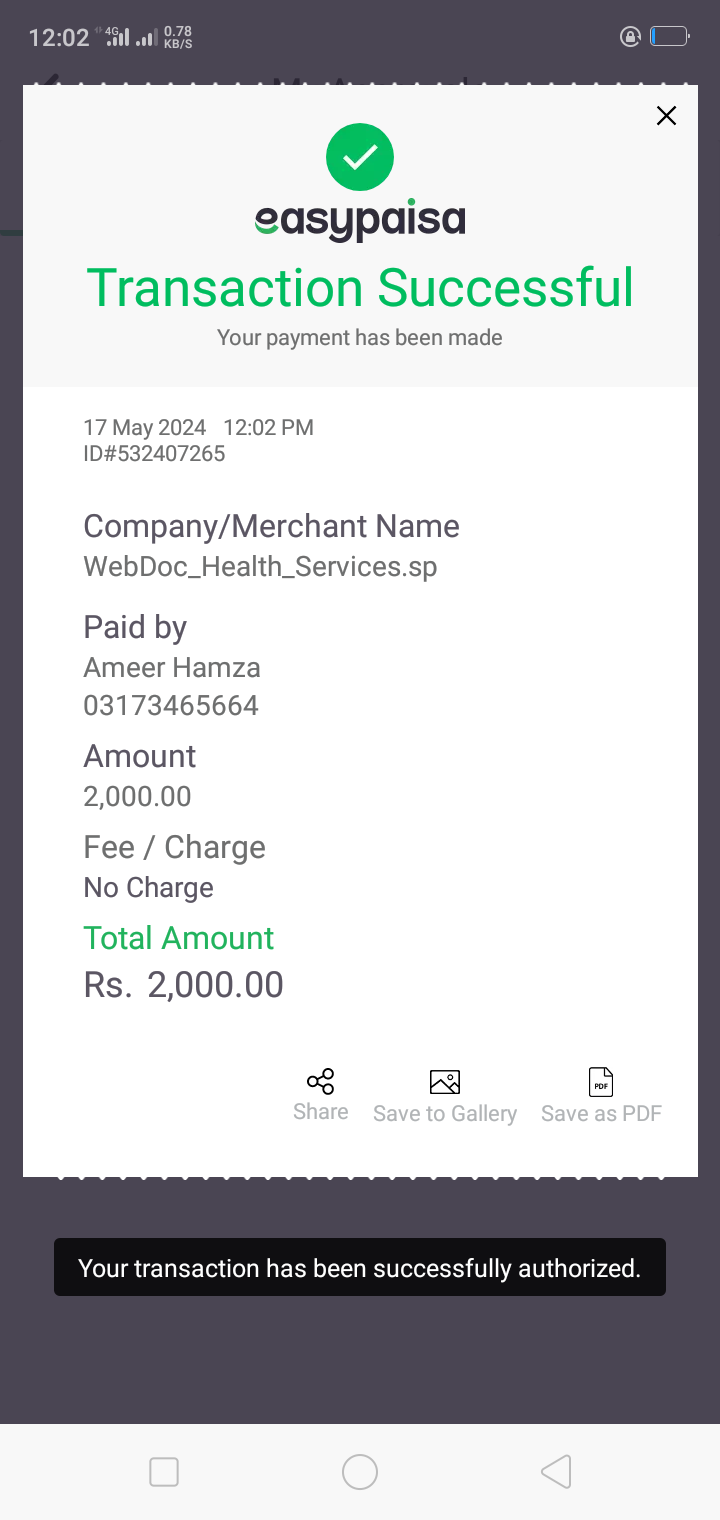 12:02 4G 0.78 KB/S
easypaisa
Transaction Successful
Your payment has been made
17 May 2024 12:02 PM
ID#532407265
Company/Merchant Name
WebDoc_Health_Services.sp
Paid by
Ameer Hamza
03173465664
Amount
2,000.00
Fee / Charge
No Charge
Total Amount
Rs. 2,000.00
PDF
Share Save to Gallery Save as PDF
Your transaction has been successfully authorized.